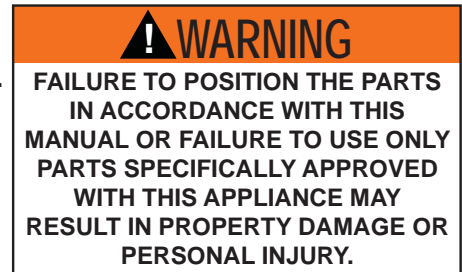 WARNING
FAILURE TO POSITION THE PARTS
IN ACCORDANCE WITH THIS
MANUAL OR FAILURE TO USE ONLY
PARTS SPECIFICALLY APPROVED
WITH THIS APPLIANCE MAY
RESULT IN PROPERTY DAMAGE OR
PERSONAL INJURY.